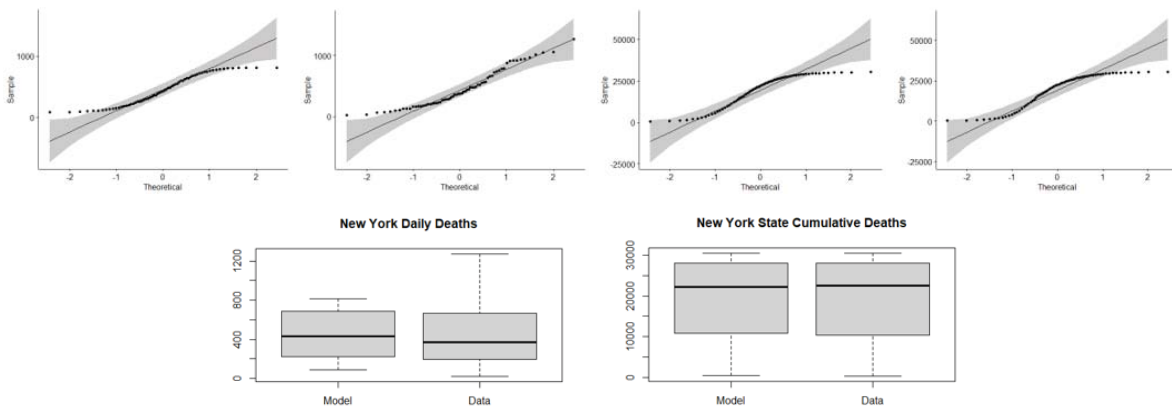 1000
0
Sample
-2 -1 0 1 2
Theoretical
1000
0
Sample
-2 -1 0 1 2
Theoretical
50000
25000
0
-25000
Sample
-2 -1 0 1 2
Theoretical
50000
25000
0
-25000
Sample
-2 -1 0 1 2
Theoretical
New York Daily Deaths
1200
800
400
0
Model Data
New York State Cumulative Deaths
30000
20000
10000
0
Model Data